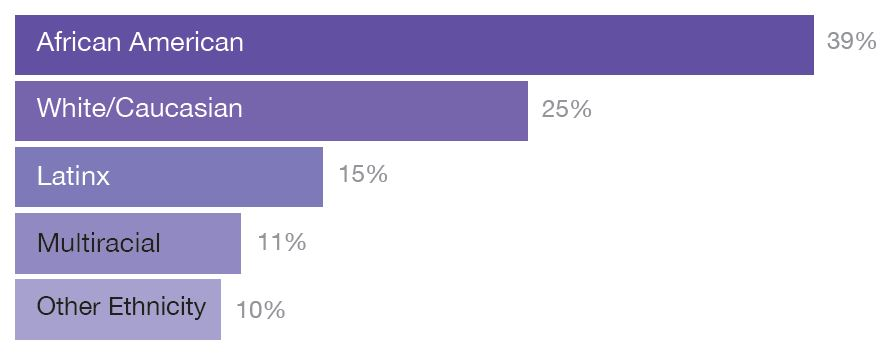 African American 39%
White/Caucasian 25%
Latinx 15%
Multiracial 11%
Other Ethnicity 10%